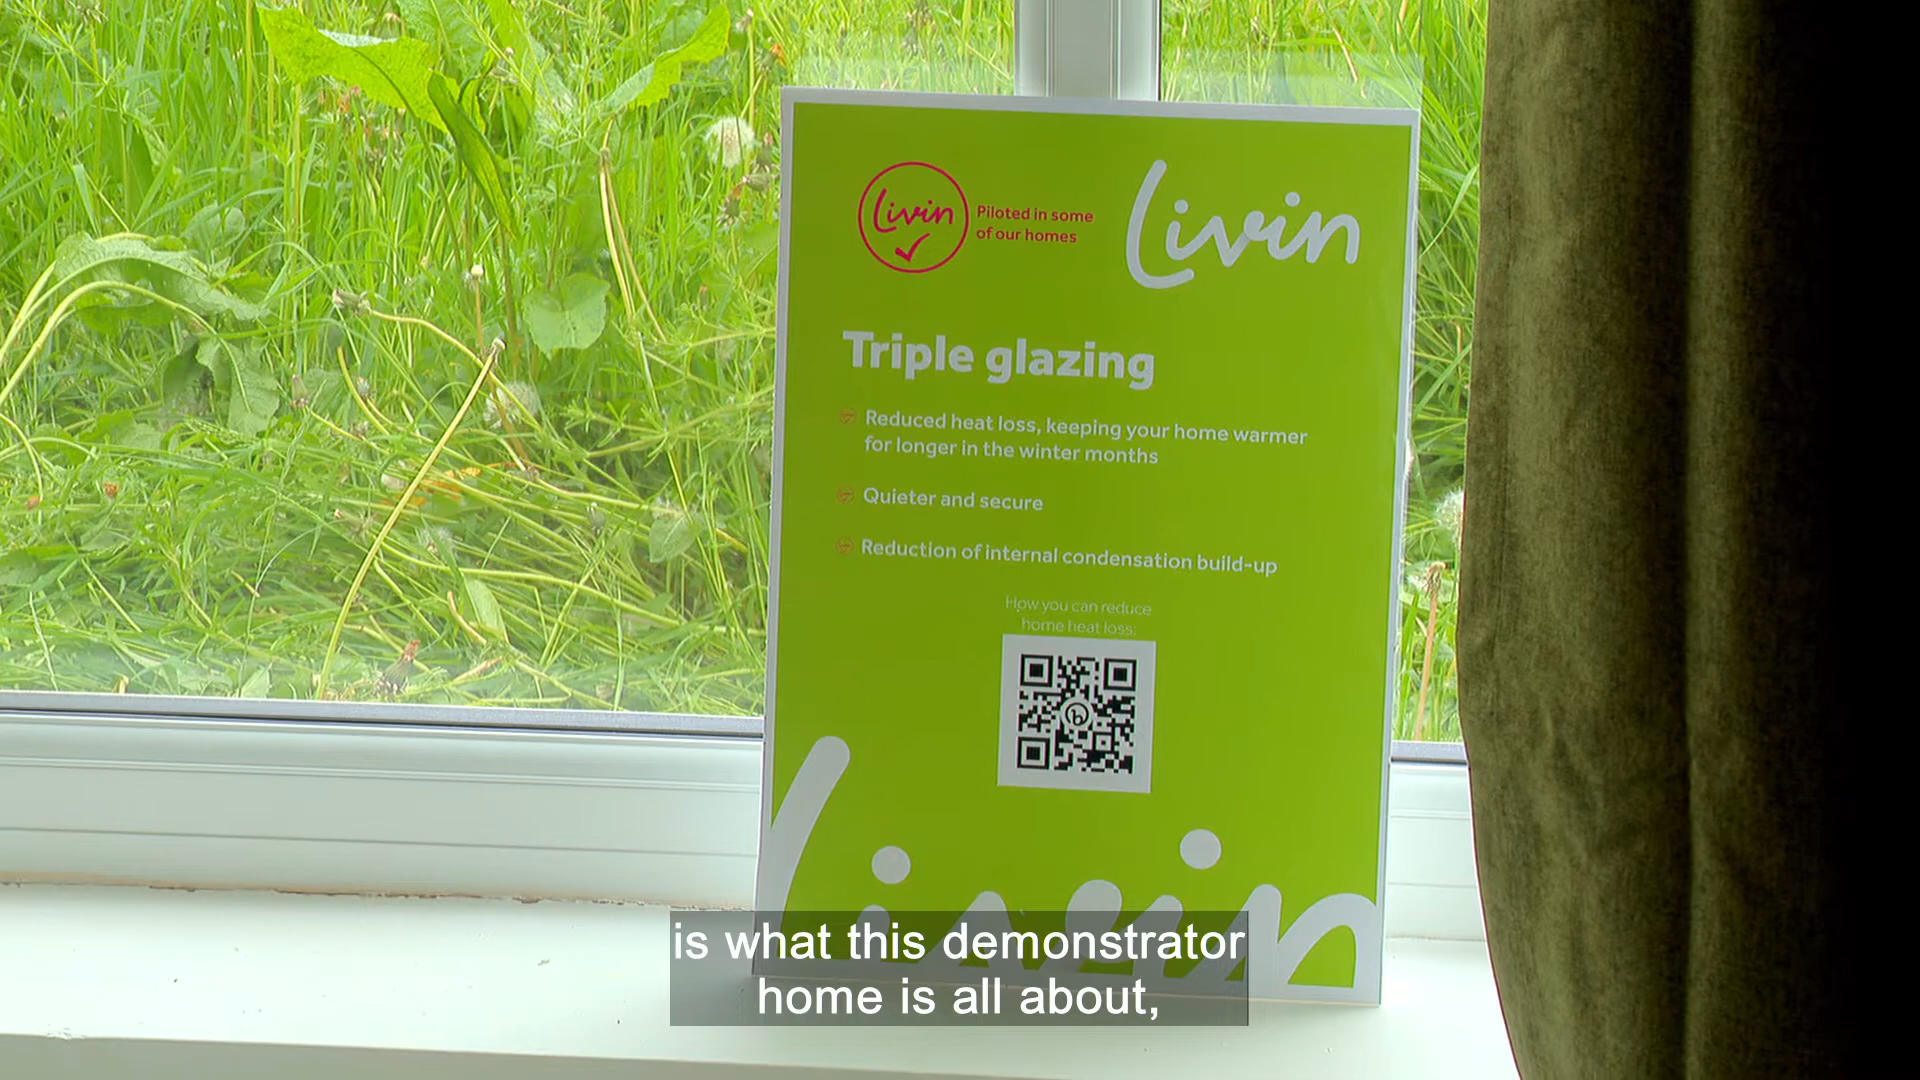 Livin
Piloted in some
of our homes
Livin
Triple glazing
Reduced heat loss, keeping your home warmer
for longer in the winter months
Quieter and secure
Reduction of internal condensation build-up
How you can reduce
home heat loss:
Livin
is what this demonstrator
home is all about,